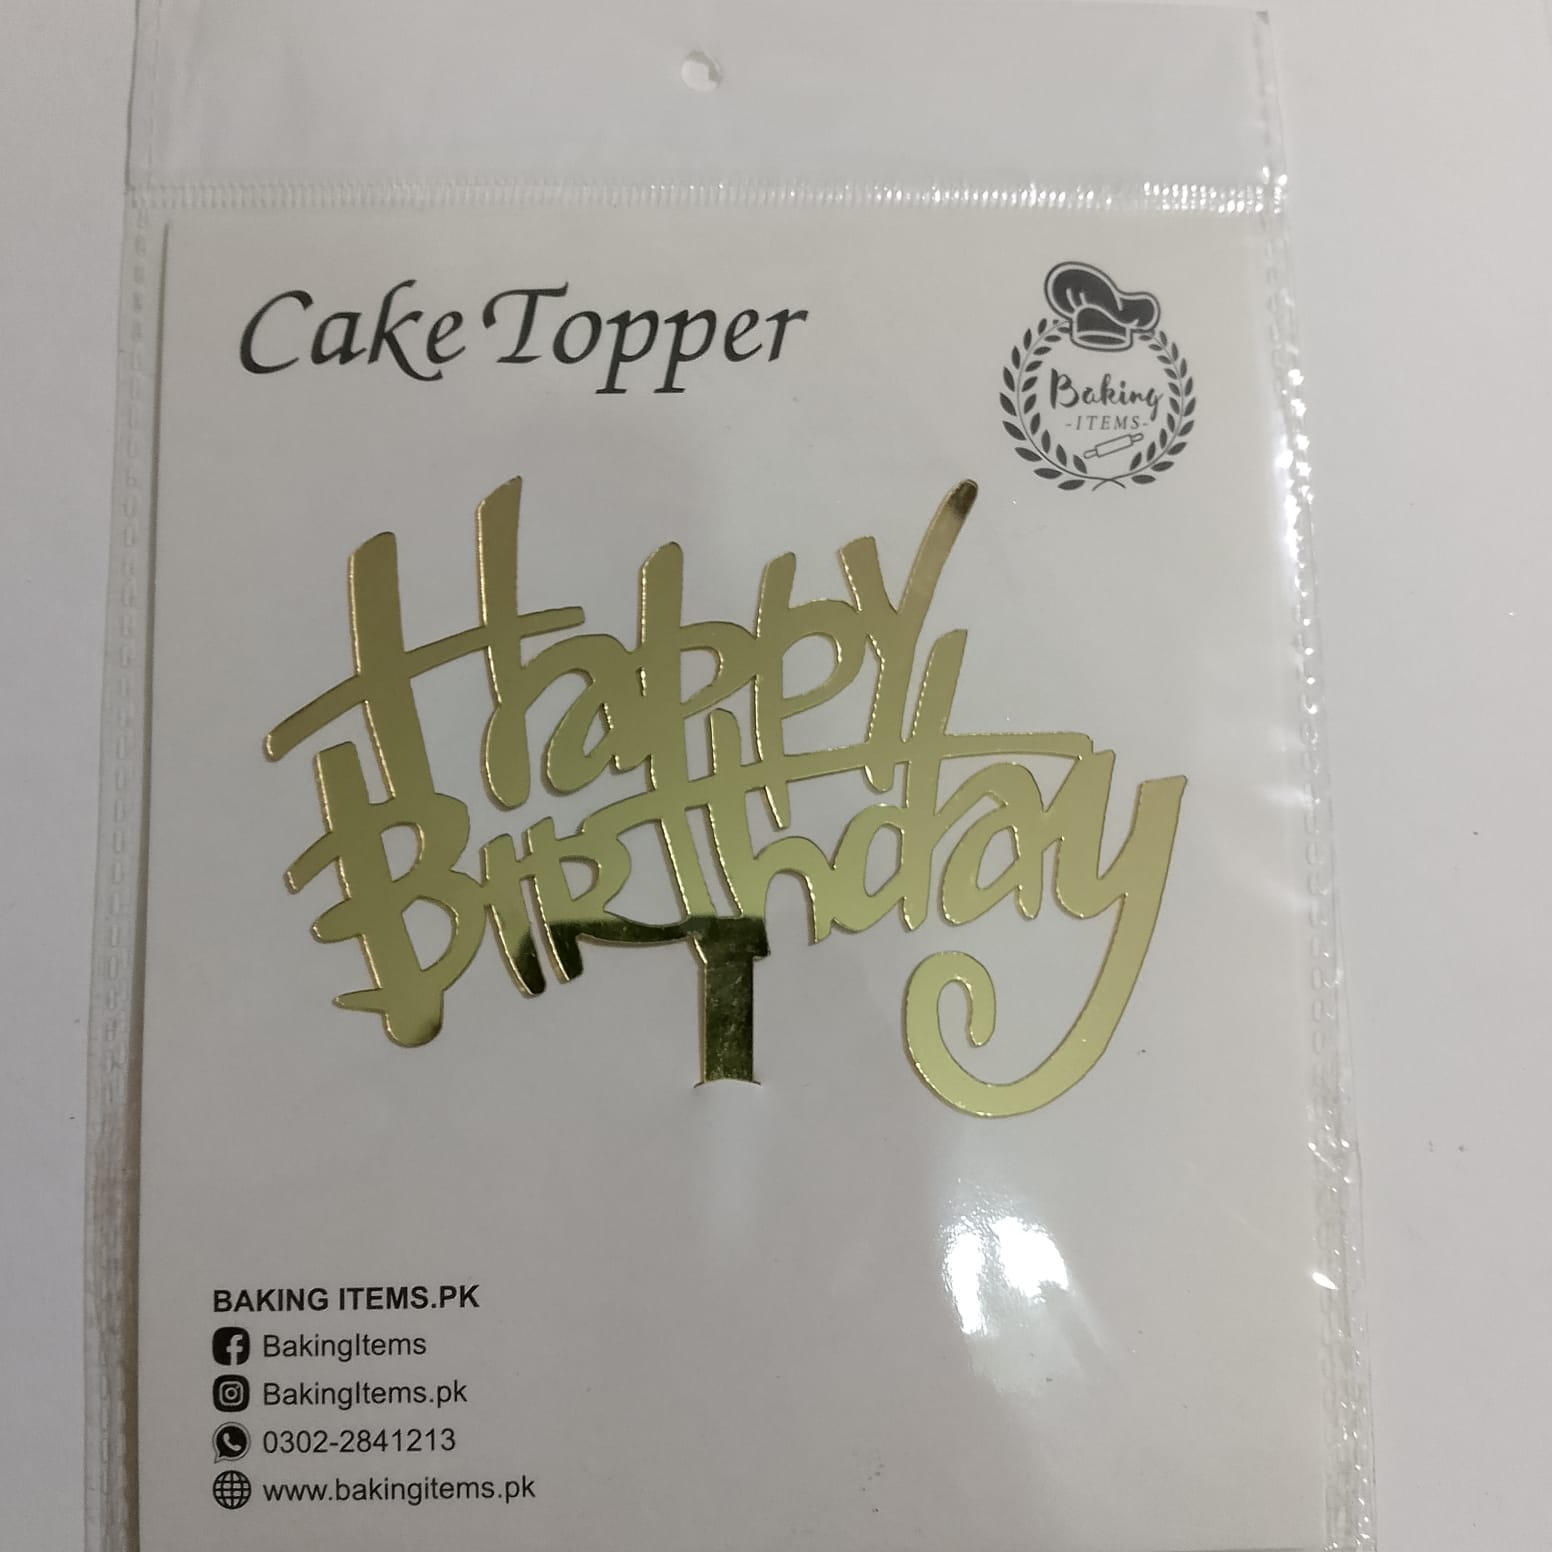 Cake Topper
Baking
-ITEMS-
Happy
Birthday
BAKING ITEMS.PK
BakingItems
BakingItems.pk
0302-2841213
www.bakingitems.pk